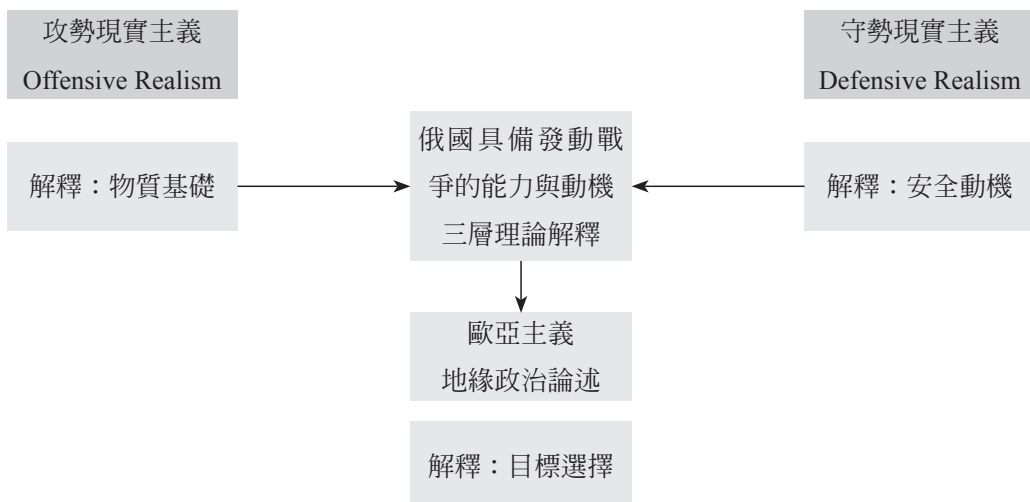 攻勢現實主義
Offensive Realism
守勢現實主義
Defensive Realism
俄國具備發動戰
爭的能力與動機
三層理論解釋
解釋：物質基礎
解釋：安全動機
歐亞主義
地緣政治論述
解釋：目標選擇